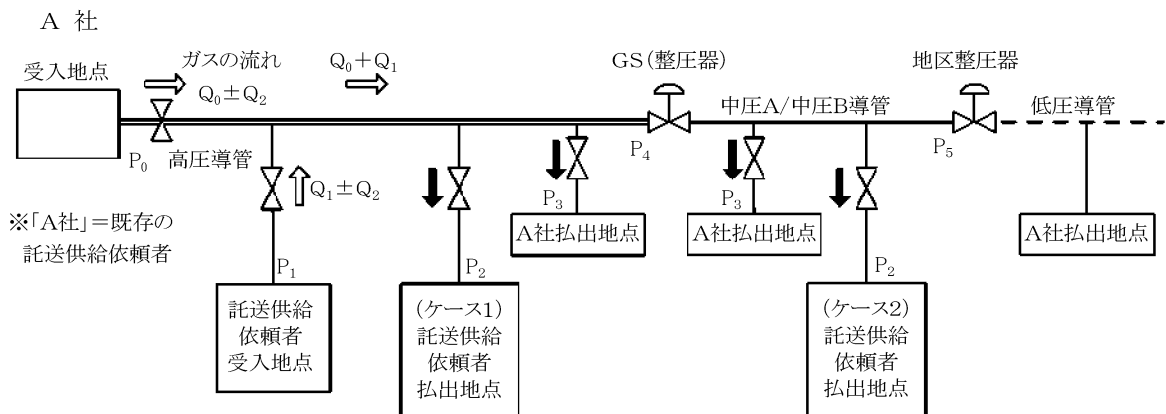 A 社
受入地点
ガスの流れ
Q₀±Q₂
Q₀+Q₁
GS(整圧器)
地区整圧器
中圧A/中圧B導管
低圧導管
P₀
高圧導管
P₄
P₅
Q₁±Q₂
P₃
P₃
A社払出地点
A社払出地点
A社払出地点
※「A社」=既存の
託送供給依頼者
P₁
P₂
P₂
託送供給
依頼者
受入地点
(ケース1)
託送供給
依頼者
払出地点
(ケース2)
託送供給
依頼者
払出地点